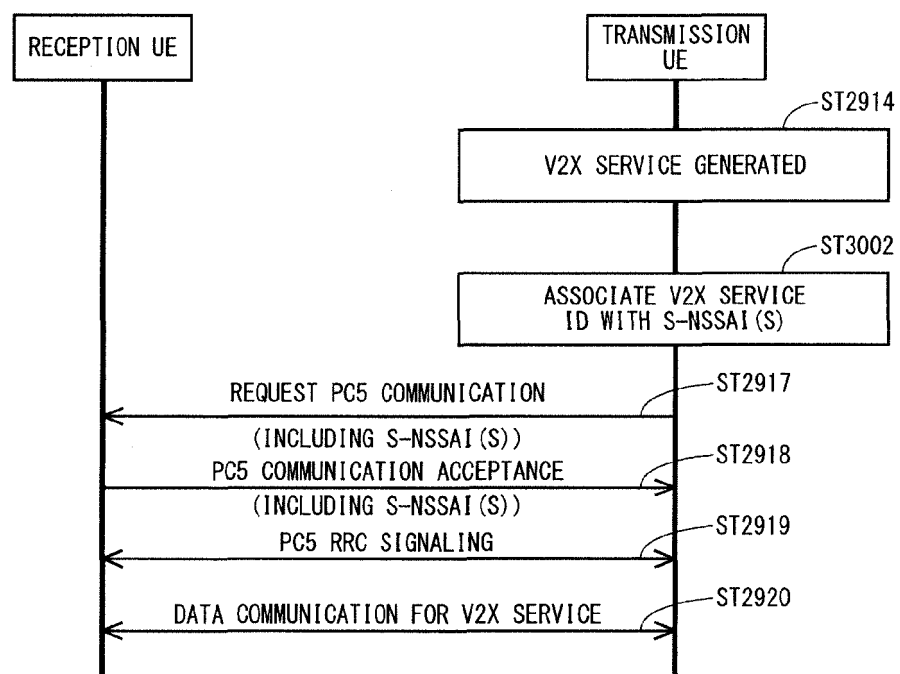 RECEPTION UE
TRANSMISSION
UE
ST2914
V2X SERVICE GENERATED
ST3002
ASSOCIATE V2X SERVICE
ID WITH S-NSSAI(S)
REQUEST PC5 COMMUNICATION
ST2917
(INCLUDING S-NSSAI(S))
PC5 COMMUNICATION ACCEPTANCE
ST2918
(INCLUDING S-NSSAI(S))
PC5 RRC SIGNALING
ST2919
DATA COMMUNICATION FOR V2X SERVICE
ST2920